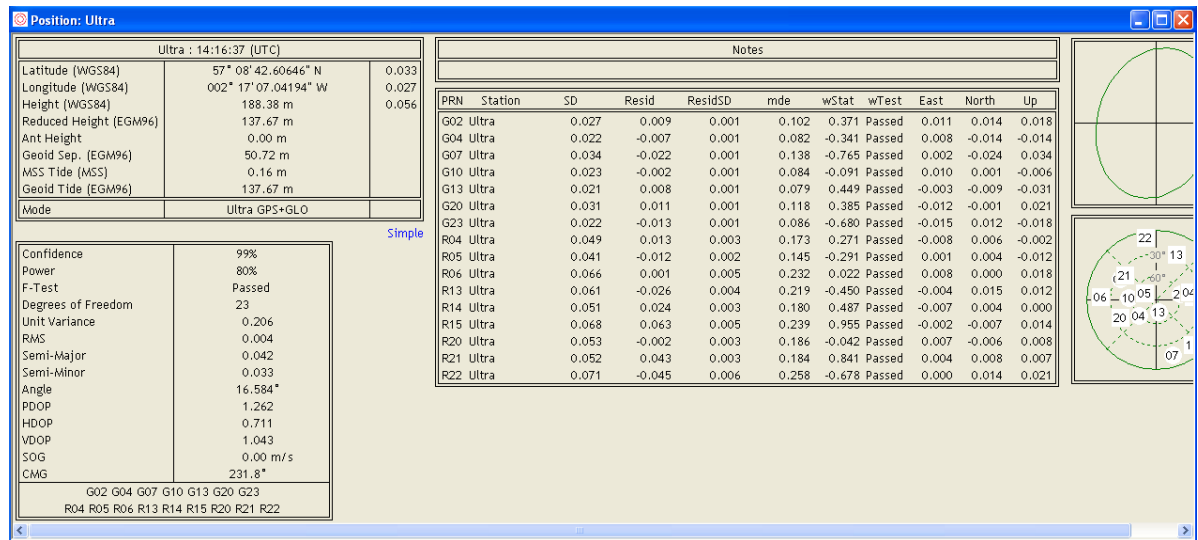 Position: Ultra
Ultra : 14:16:37 (UTC)
Latitude (WGS84) 57° 08' 42.60646" N 0.033
Longitude (WGS84) 002° 17' 07.04194" W 0.027
Height (WGS84) 188.38 m 0.056
Reduced Height (EGM96) 137.67 m
Ant Height 0.00 m
Geoid Sep. (EGM96) 50.72 m
MSS Tide (MSS) 0.16 m
Geoid Tide (EGM96) 137.67 m
Mode Ultra GPS+GLO
Simple
Confidence 99%
Power 80%
F-Test Passed
Degrees of Freedom 23
Unit Variance 0.206
RMS 0.004
Semi-Major 0.042
Semi-Minor 0.033
Angle 16.584°
PDOP 1.262
HDOP 0.711
VDOP 1.043
SOG 0.00 m/s
CMG 231.8°
G02 G04 G07 G10 G13 G20 G23
R04 R05 R06 R13 R14 R15 R20 R21 R22
Notes
PRN Station SD Resid ResidSD mde wStat wTest East North Up
G02 Ultra 0.027 0.009 0.001 0.102 0.371 Passed 0.011 0.014 0.018
G04 Ultra 0.022 -0.007 0.001 0.082 -0.341 Passed 0.008 -0.014 -0.014
G07 Ultra 0.034 -0.022 0.001 0.138 -0.765 Passed 0.002 -0.024 0.034
G10 Ultra 0.023 -0.002 0.001 0.084 -0.091 Passed 0.010 0.001 -0.006
G13 Ultra 0.021 0.008 0.001 0.079 0.449 Passed -0.003 -0.009 -0.031
G20 Ultra 0.031 0.011 0.001 0.118 0.385 Passed -0.012 -0.001 0.021
G23 Ultra 0.022 -0.013 0.001 0.086 -0.680 Passed -0.015 0.012 -0.018
R04 Ultra 0.049 0.013 0.003 0.173 0.271 Passed -0.008 0.006 -0.002
R05 Ultra 0.041 -0.012 0.002 0.145 -0.291 Passed 0.001 0.004 -0.012
R06 Ultra 0.066 0.001 0.005 0.232 0.022 Passed 0.008 0.000 0.018
R13 Ultra 0.061 -0.026 0.004 0.219 -0.450 Passed -0.004 0.015 0.012
R14 Ultra 0.051 0.024 0.003 0.180 0.487 Passed -0.007 0.004 0.000
R15 Ultra 0.068 0.063 0.005 0.239 0.955 Passed -0.002 -0.007 0.014
R20 Ultra 0.053 -0.002 0.003 0.186 -0.042 Passed 0.007 -0.006 0.008
R21 Ultra 0.052 0.043 0.003 0.184 0.841 Passed 0.004 0.008 0.007
R22 Ultra 0.071 -0.045 0.006 0.258 -0.678 Passed 0.000 0.014 0.021
22
30° 13
21 60°
06 10 05 04
20 04 13
07